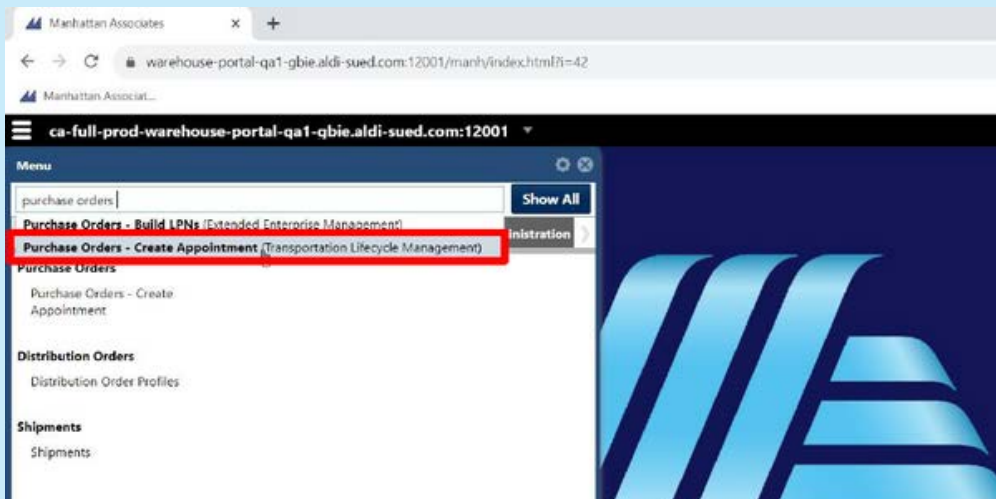 Manhattan Associates
warehouse-portal-qa1-gbie.aldi-sued.com:12001/manh/index.html?i=42
Manhattan Associat...
ca-full-prod-warehouse-portal-qa1-gbie.aldi-sued.com:12001
Menu
purchase orders
Show All
Purchase Orders - Build LPNs (Extended Enterprise Management)
inistration
Purchase Orders - Create Appointment (Transportation Lifecycle Management)
Purchase Orders
Purchase Orders - Create
Appointment
Distribution Orders
Distribution Order Profiles
Shipments
Shipments